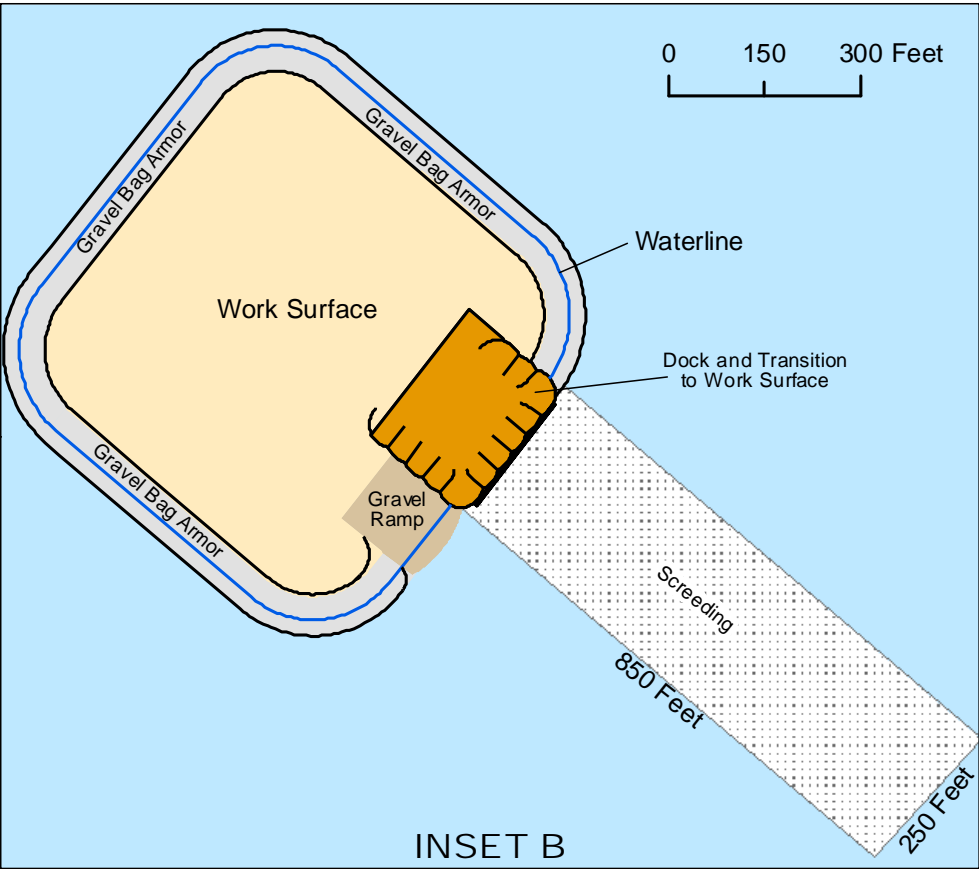 0 150 300 Feet
Gravel Bag Armor
Gravel Bag Armor
Waterline
Work Surface
Dock and Transition
to Work Surface
Gravel Bag Armor
Gravel
Ramp
Screeding
850 Feet
250 Feet
INSET B